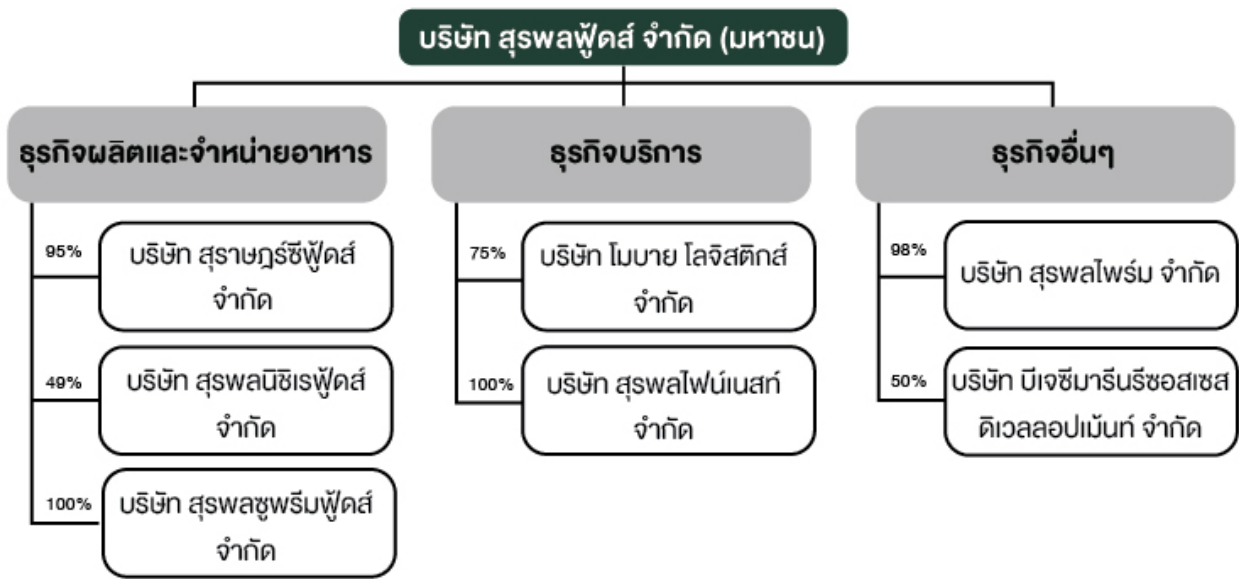 บริษัท สุรพลฟู้ดส์ จำกัด (มหาชน)
ธุรกิจผลิตและจำหน่ายอาหาร
95%
บริษัท สุราษฎร์ซีฟู้ดส์
จำกัด
49%
บริษัท สุรพลนิชิเรฟู้ดส์
จำกัด
100%
บริษัท สุรพลซูพรีมฟู้ดส์
จำกัด
ธุรกิจบริการ
75%
บริษัท โมบาย โลจิสติกส์
จำกัด
100%
บริษัท สุรพลไฟน์เนสท์
จำกัด
ธุรกิจอื่นๆ
98%
บริษัท สุรพลไพร์ม จำกัด
50%
บริษัท บีเจซีมารีนรีซอสเซส
ดิเวลลอปเม้นท์ จำกัด